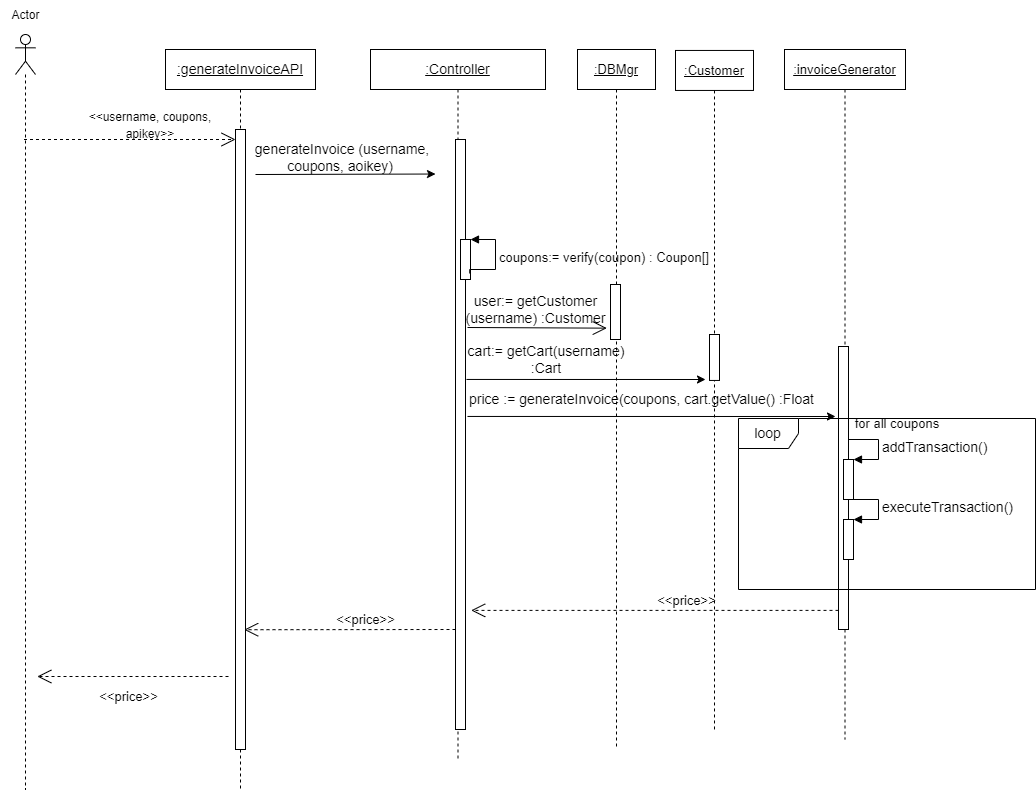 Actor
:generateInvoiceAPI
:Controller
:DBMgr
:Customer
:invoiceGenerator
<<username, coupons,
apikey>>
generateInvoice (username,
coupons, aoikey)
coupons:= verify(coupon) : Coupon[]
user:= getCustomer
(username) :Customer
cart:= getCart(username)
:Cart
price := generateInvoice(coupons, cart.getValue() :Float
for all coupons
loop
addTransaction()
executeTransaction()
<<price>>
<<price>>
<<price>>